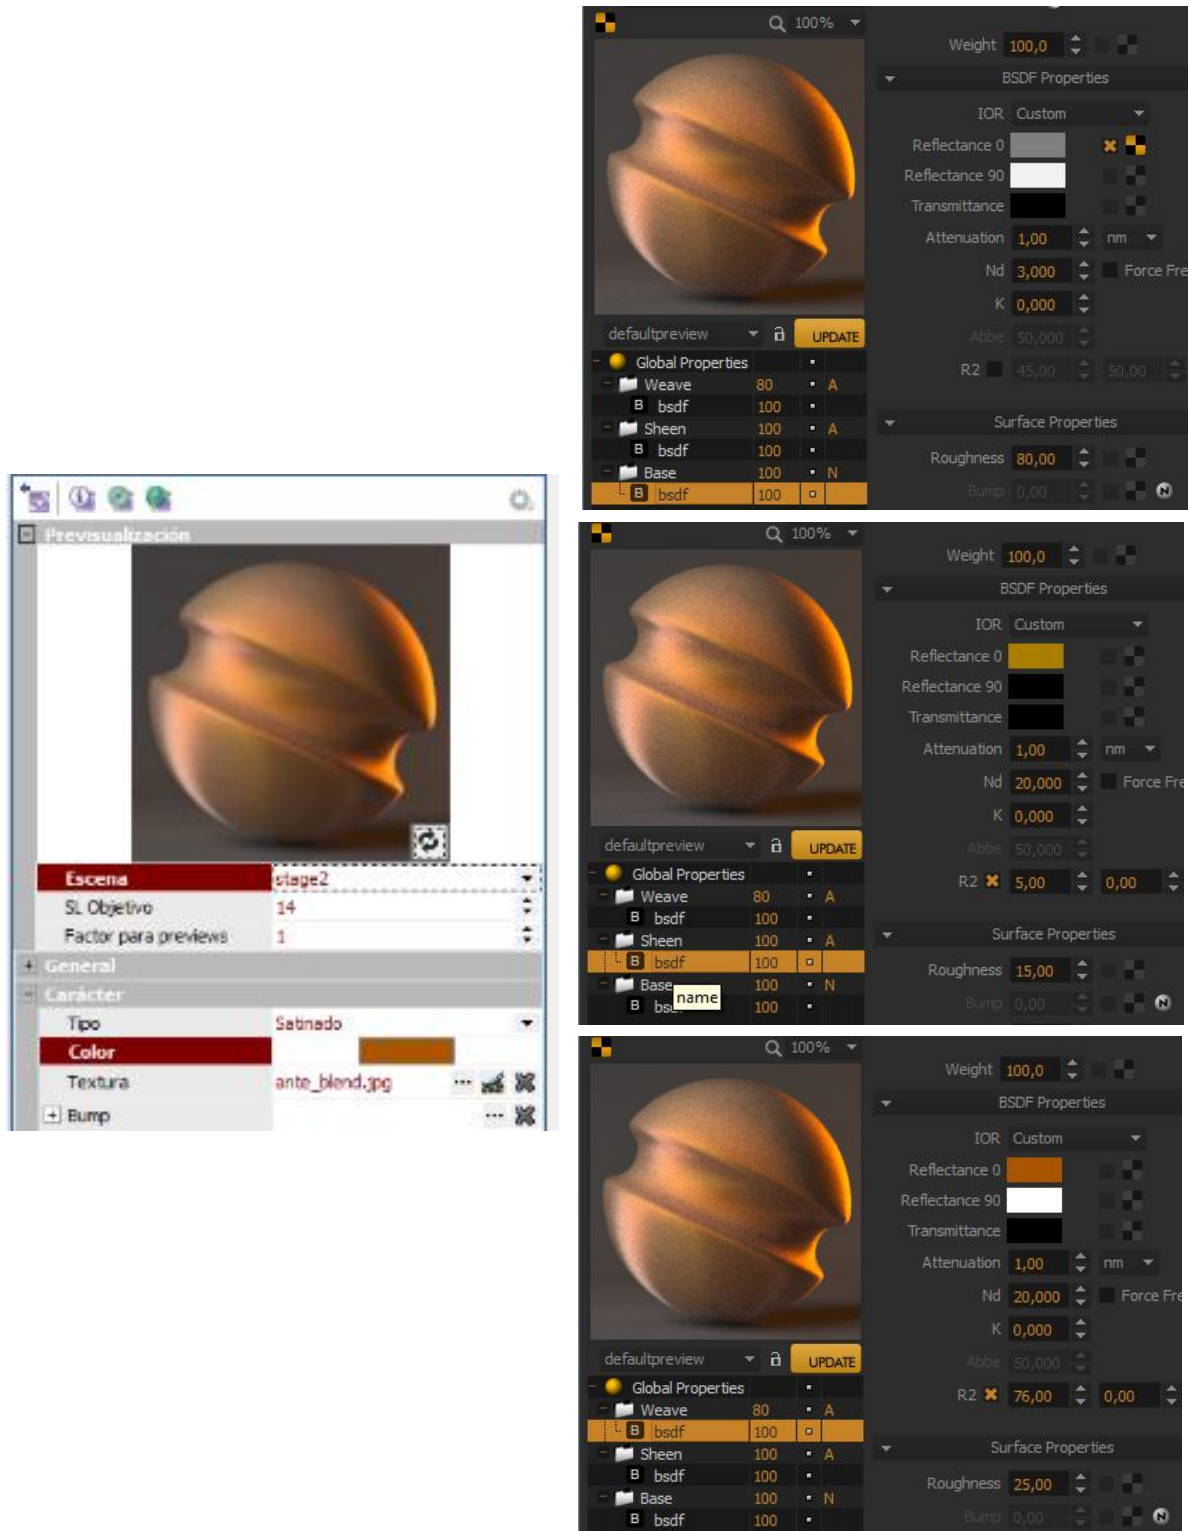 Previsualización
Escena stage2
SL Objetivo 14
Factor para previews 1
General
Carácter
Tipo Satinado
Color
Textura ante_blend.jpg ...
Bump ...
100%
Weight 100,0
BSDF Properties
IOR Custom
Reflectance 0
Reflectance 90
Transmittance
Attenuation 1,00 nm
Nd 3,000 Force Fre
K 0,000
Abbe 50,000
R2 45,00 50,00
Surface Properties
Roughness 80,00
Bump 0,00 N
defaultpreview UPDATE
Global Properties
Weave 80 A
B bsdf 100
Sheen 100 A
B bsdf 100
Base 100 N
B bsdf 100
100%
Weight 100,0
BSDF Properties
IOR Custom
Reflectance 0
Reflectance 90
Transmittance
Attenuation 1,00 nm
Nd 20,000 Force Fre
K 0,000
Abbe 50,000
R2 5,00 0,00
Surface Properties
Roughness 15,00
Bump 0,00 N
defaultpreview UPDATE
Global Properties
Weave 80 A
B bsdf 100
Sheen 100 A
B bsdf 100
Base 100 N
name
B bsdf 100
100%
Weight 100,0
BSDF Properties
IOR Custom
Reflectance 0
Reflectance 90
Transmittance
Attenuation 1,00 nm
Nd 20,000 Force Fre
K 0,000
Abbe 50,000
R2 76,00 0,00
Surface Properties
Roughness 25,00
Bump 0,00 N
defaultpreview UPDATE
Global Properties
Weave 80 A
B bsdf 100
Sheen 100 A
B bsdf 100
Base 100 N
B bsdf 100